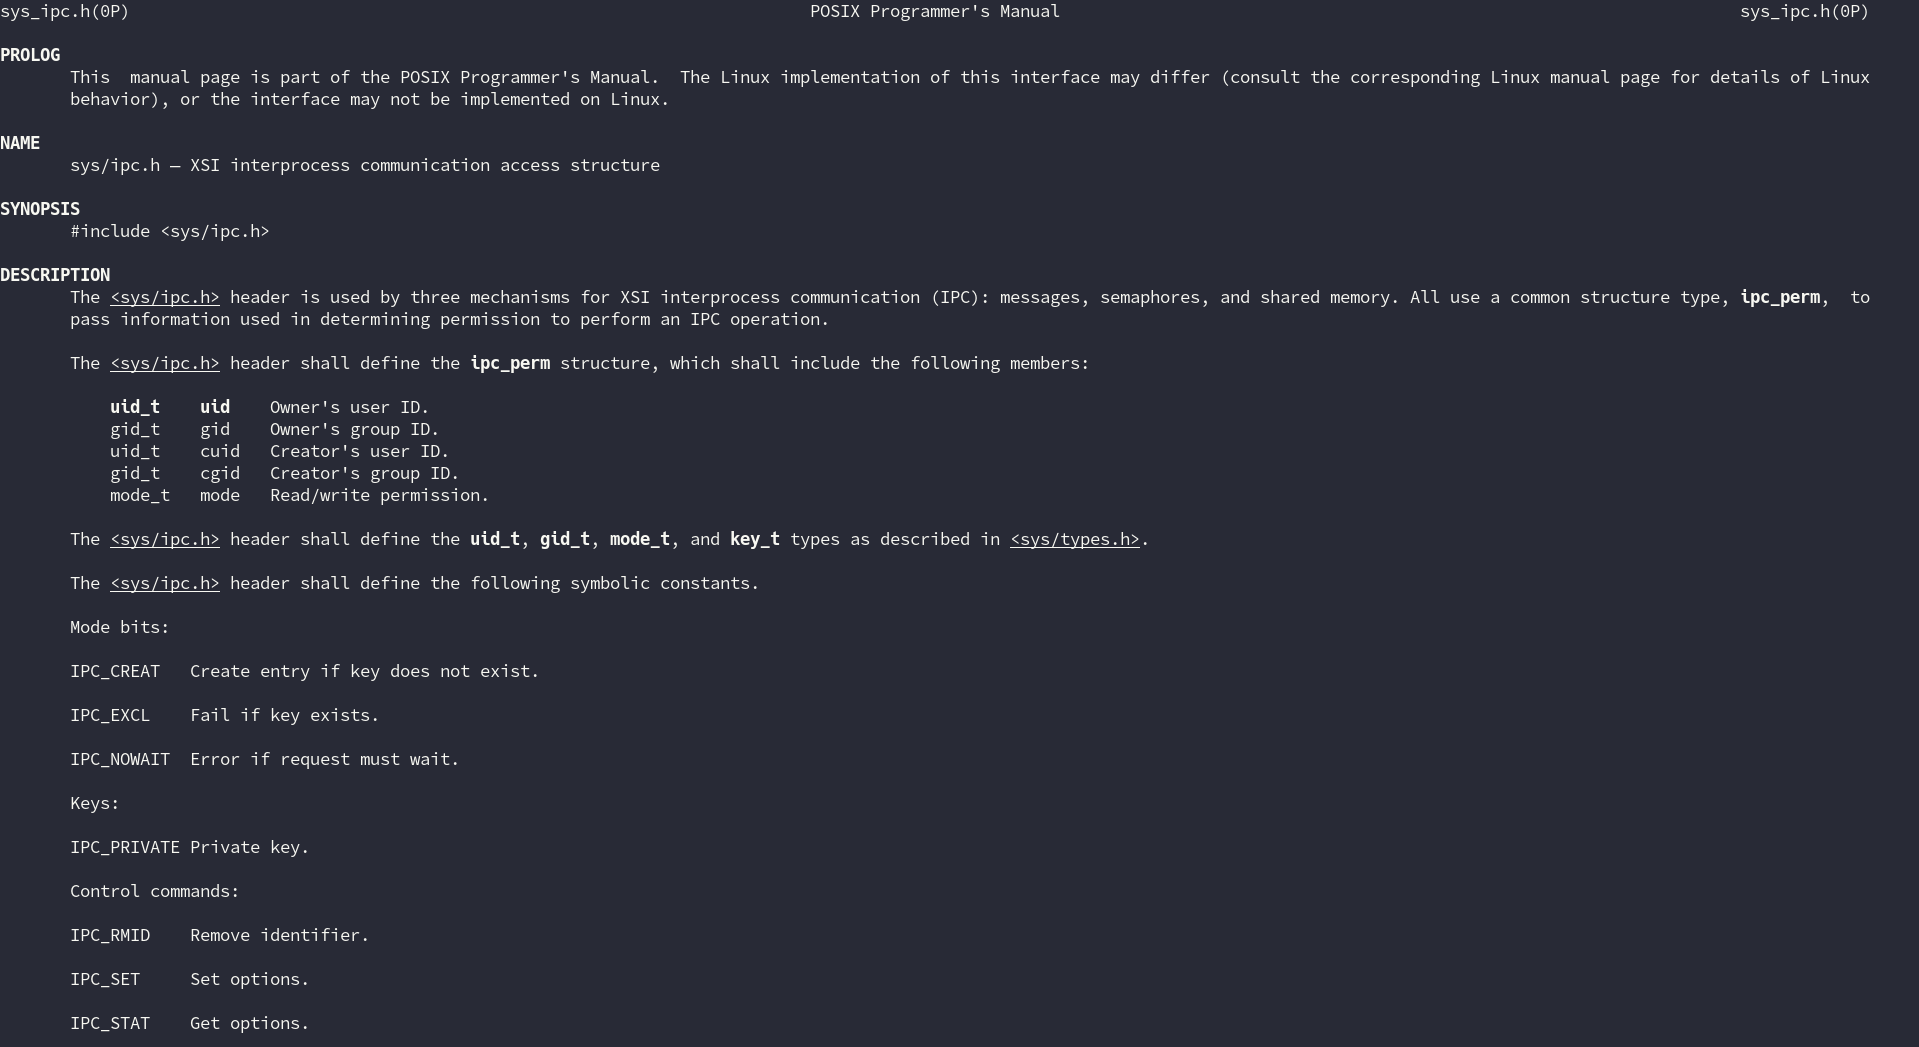 sys_ipc.h(0P) POSIX Programmer's Manual sys_ipc.h(0P)
PROLOG
This  manual page is part of the POSIX Programmer's Manual.  The Linux implementation of this interface may differ (consult the corresponding Linux manual page for details of Linux
behavior), or the interface may not be implemented on Linux.
NAME
sys/ipc.h — XSI interprocess communication access structure
SYNOPSIS
#include <sys/ipc.h>
DESCRIPTION
The <sys/ipc.h> header is used by three mechanisms for XSI interprocess communication (IPC): messages, semaphores, and shared memory. All use a common structure type, ipc_perm,  to
pass information used in determining permission to perform an IPC operation.
The <sys/ipc.h> header shall define the ipc_perm structure, which shall include the following members:
uid_t    uid    Owner's user ID.
gid_t    gid    Owner's group ID.
uid_t    cuid   Creator's user ID.
gid_t    cgid   Creator's group ID.
mode_t   mode   Read/write permission.
The <sys/ipc.h> header shall define the uid_t, gid_t, mode_t, and key_t types as described in <sys/types.h>.
The <sys/ipc.h> header shall define the following symbolic constants.
Mode bits:
IPC_CREAT   Create entry if key does not exist.
IPC_EXCL    Fail if key exists.
IPC_NOWAIT  Error if request must wait.
Keys:
IPC_PRIVATE Private key.
Control commands:
IPC_RMID    Remove identifier.
IPC_SET     Set options.
IPC_STAT    Get options.